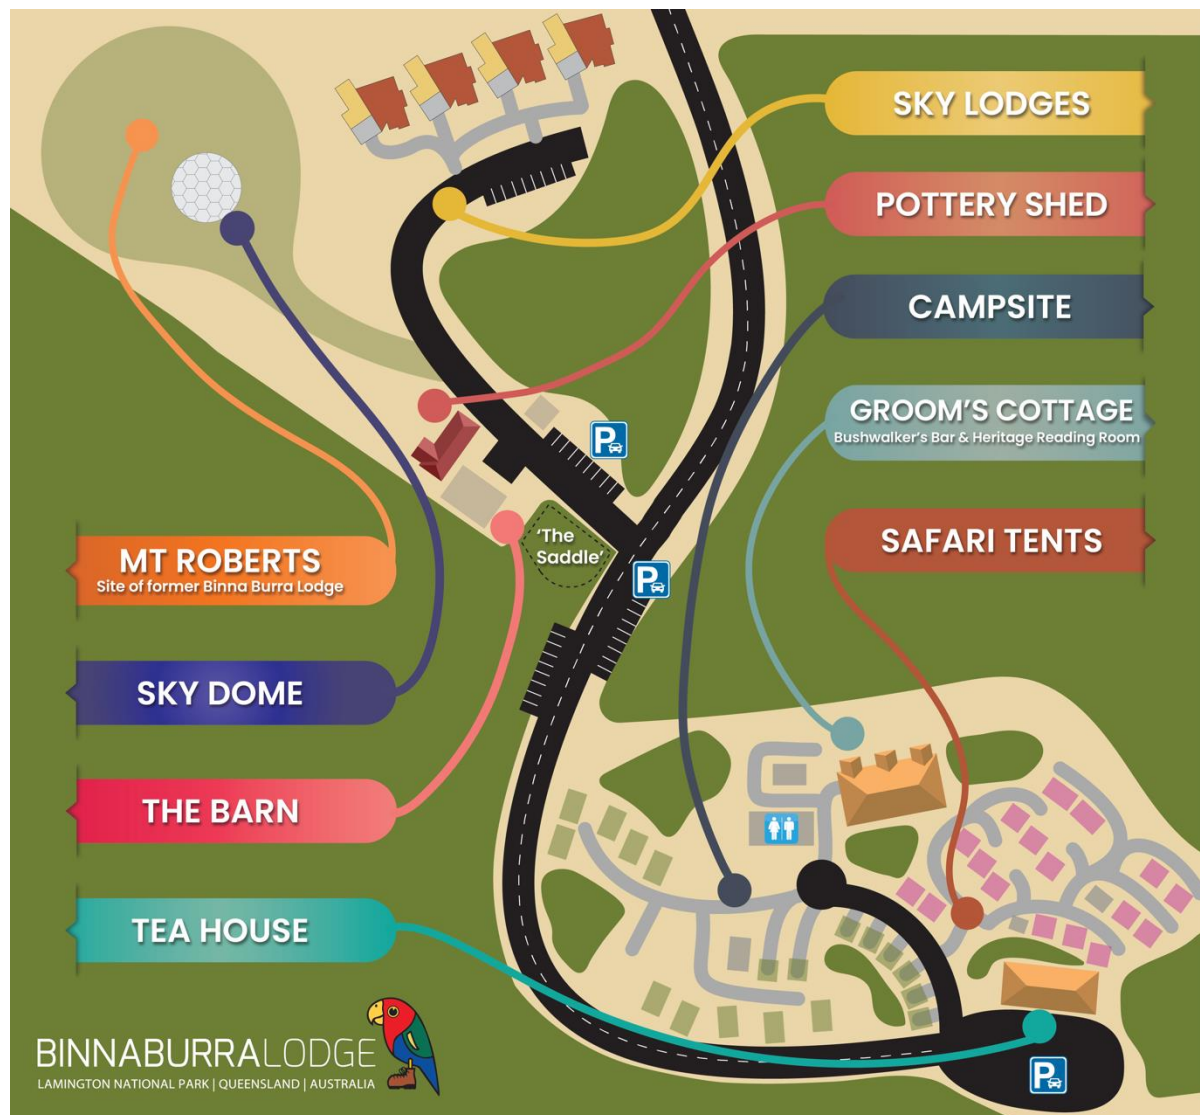 SKY LODGES
POTTERY SHED
CAMPSITE
GROOM'S COTTAGE
Bushwalker's Bar & Heritage Reading Room
SAFARI TENTS
P
'The
Saddle'
P
MT ROBERTS
Site of former Binna Burra Lodge
SKY DOME
THE BARN
TEA HOUSE
BINNABURRALODGE
LAMINGTON NATIONAL PARK | QUEENSLAND | AUSTRALIA
P